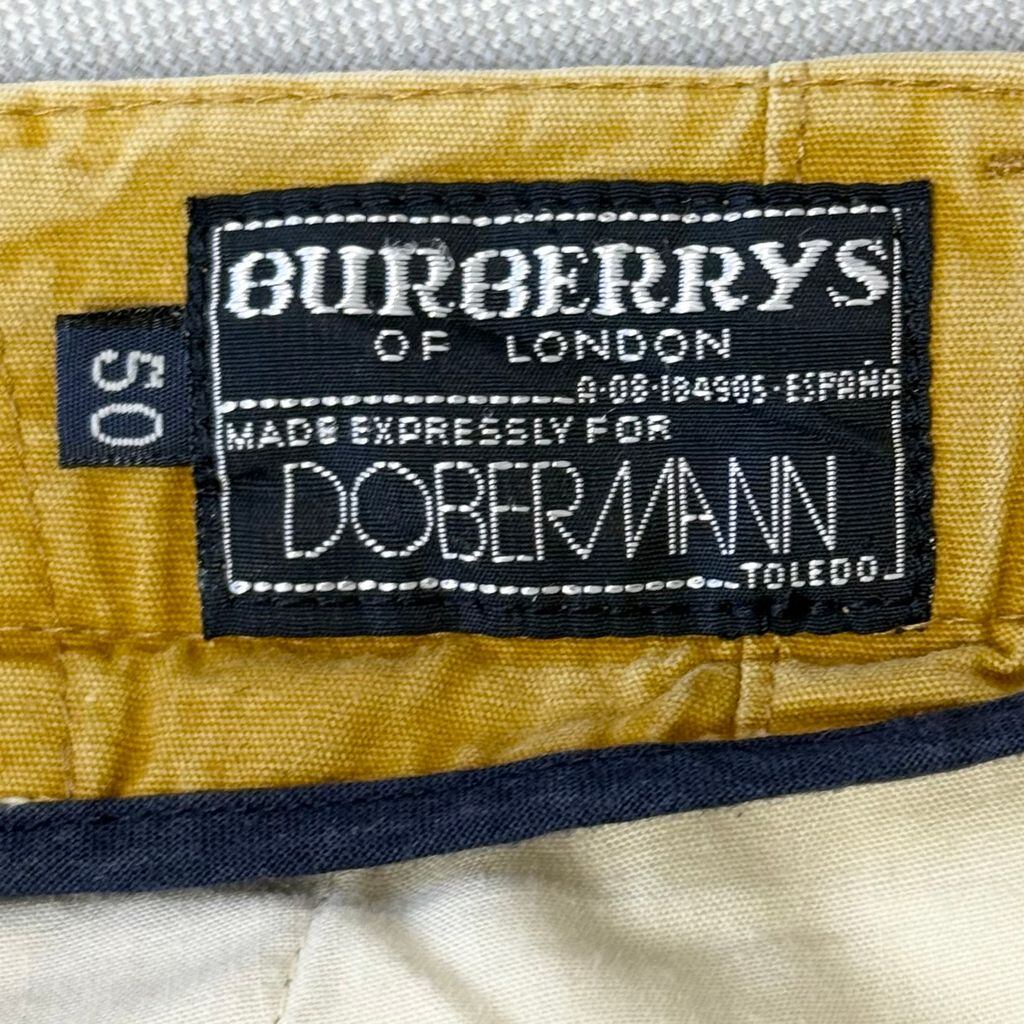 BURBERRYS
OF LONDON
A-08-184905-ESPAÑA
MADE EXPRESSLY FOR
DOBERMANN
TOLEDO
50